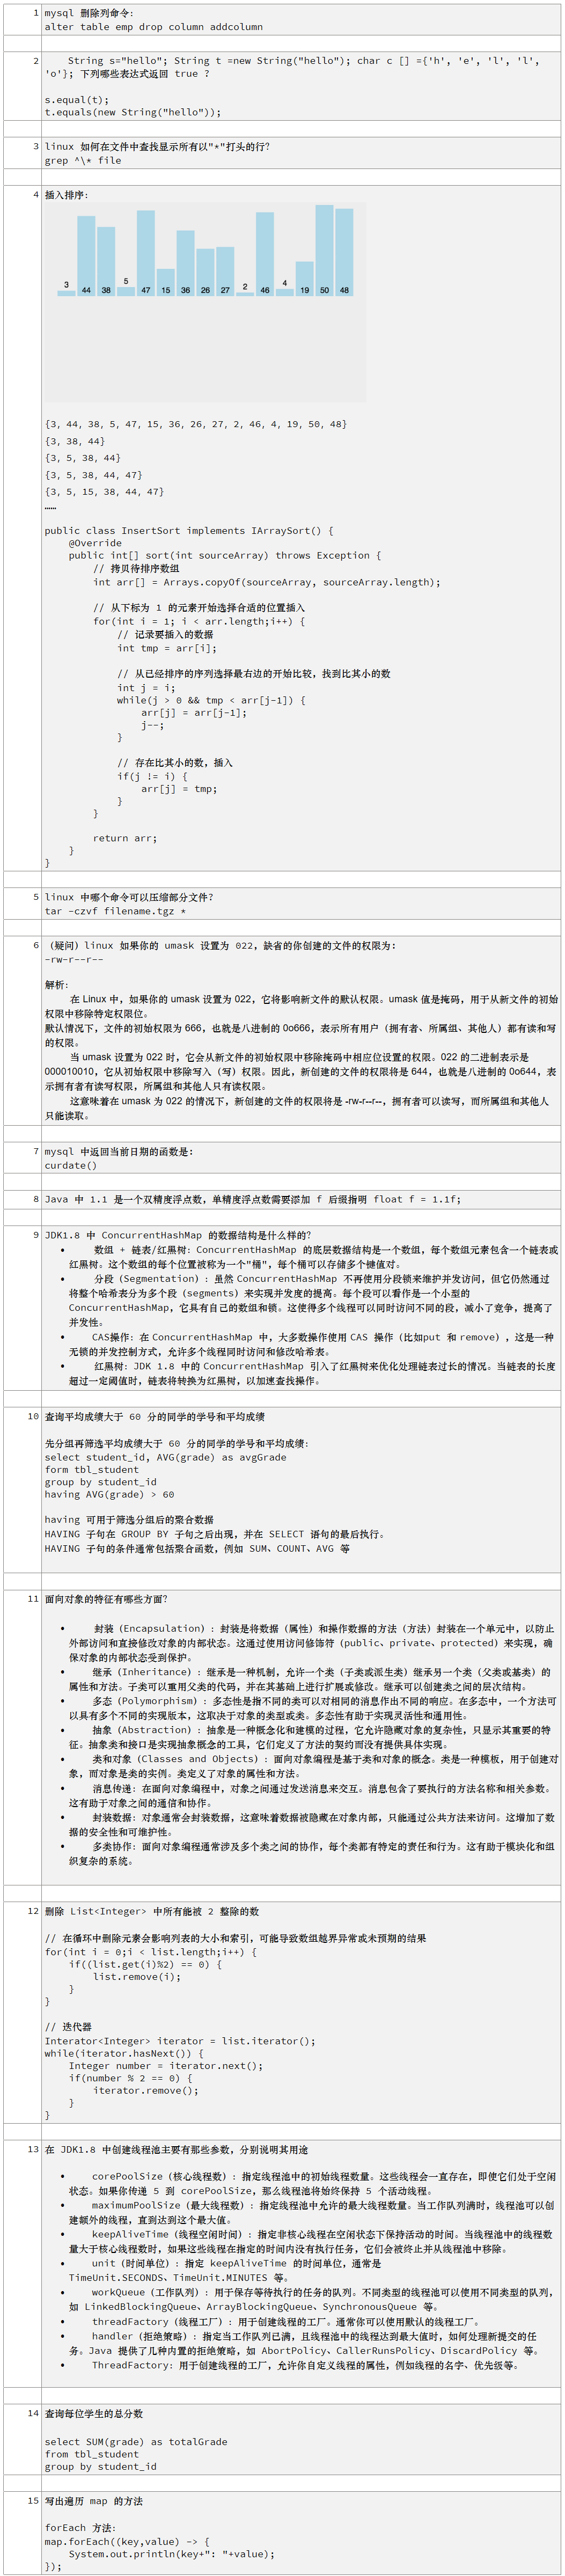 1 mysql 删除列命令:
alter table emp drop column addcolumn
2 String s="hello"; String t =new String("hello"); char c [] ={'h', 'e', 'l', 'l',
'o'}; 下列哪些表达式返回 true ?
s.equal(t);
t.equals(new String("hello"));
3 linux 如何在文件中查找显示所有以"*"打头的行?
grep ^\* file
4 插入排序:
3 44 38 5 47 15 36 26 27 2 46 4 19 50 48
{3, 44, 38, 5, 47, 15, 36, 26, 27, 2, 46, 4, 19, 50, 48}
{3, 38, 44}
{3, 5, 38, 44}
{3, 5, 38, 44, 47}
{3, 5, 15, 38, 44, 47}
……
public class InsertSort implements IArraySort() {
@Override
public int[] sort(int sourceArray) throws Exception {
// 拷贝待排序数组
int arr[] = Arrays.copyOf(sourceArray, sourceArray.length);
// 从下标为 1 的元素开始选择合适的位置插入
for(int i = 1; i < arr.length;i++) {
// 记录要插入的数据
int tmp = arr[i];
// 从已经排序的序列选择最右边的开始比较，找到比其小的数
int j = i;
while(j > 0 && tmp < arr[j-1]) {
arr[j] = arr[j-1];
j--;
}
// 存在比其小的数，插入
if(j != i) {
arr[j] = tmp;
}
}
return arr;
}
}
5 linux 中哪个命令可以压缩部分文件?
tar -czvf filename.tgz *
6 （疑问）linux 如果你的 umask 设置为 022，缺省的你创建的文件的权限为:
-rw-r--r--
解析:
在 Linux 中，如果你的 umask 设置为 022，它将影响新文件的默认权限。umask 值是掩码，用于从新文件的初始
权限中移除特定权限位。
默认情况下，文件的初始权限为 666，也就是八进制的 0o666，表示所有用户（拥有者、所属组、其他人）都有读和写
的权限。
当 umask 设置为 022 时，它会从新文件的初始权限中移除掩码中相应位设置的权限。022 的二进制表示是
000010010，它从初始权限中移除写入（写）权限。因此，新创建的文件的权限将是 644，也就是八进制的 0o644，表
示拥有者有读写权限，所属组和其他人只有读权限。
这意味着在 umask 为 022 的情况下，新创建的文件的权限将是 -rw-r--r--，拥有者可以读写，而所属组和其他人
只能读取。
7 mysql 中返回当前日期的函数是:
curdate()
8 Java 中 1.1 是一个双精度浮点数，单精度浮点数需要添加 f 后缀指明 float f = 1.1f;
9 JDK1.8 中 ConcurrentHashMap 的数据结构是什么样的?
• 数组 + 链表/红黑树: ConcurrentHashMap 的底层数据结构是一个数组，每个数组元素包含一个链表或
红黑树。这个数组的每个位置被称为一个"桶"，每个桶可以存储多个键值对。
• 分段（Segmentation）: 虽然 ConcurrentHashMap 不再使用分段锁来维护并发访问，但它仍然通过
将整个哈希表分为多个段（segments）来实现并发度的提高。每个段可以看作是一个小型的
ConcurrentHashMap，它具有自己的数组和锁。这使得多个线程可以同时访问不同的段，减小了竞争，提高了
并发性。
• CAS操作: 在 ConcurrentHashMap 中，大多数操作使用 CAS 操作（比如put 和 remove），这是一种
无锁的并发控制方式，允许多个线程同时访问和修改哈希表。
• 红黑树: JDK 1.8 中的 ConcurrentHashMap 引入了红黑树来优化处理链表过长的情况。当链表的长度
超过一定阈值时，链表将转换为红黑树，以加速查找操作。
10 查询平均成绩大于 60 分的同学的学号和平均成绩
先分组再筛选平均成绩大于 60 分的同学的学号和平均成绩:
select student_id, AVG(grade) as avgGrade
form tbl_student
group by student_id
having AVG(grade) > 60
having 可用于筛选分组后的聚合数据
HAVING 子句在 GROUP BY 子句之后出现，并在 SELECT 语句的最后执行。
HAVING 子句的条件通常包括聚合函数，例如 SUM、COUNT、AVG 等
11 面向对象的特征有哪些方面?
• 封装（Encapsulation）: 封装是将数据（属性）和操作数据的方法（方法）封装在一个单元中，以防止
外部访问和直接修改对象的内部状态。这通过使用访问修饰符（public、private、protected）来实现，确
保对象的内部状态受到保护。
• 继承（Inheritance）: 继承是一种机制，允许一个类（子类或派生类）继承另一个类（父类或基类）的
属性和方法。子类可以重用父类的代码，并在其基础上进行扩展或修改。继承可以创建类之间的层次结构。
• 多态（Polymorphism）: 多态性是指不同的类可以对相同的消息作出不同的响应。在多态中，一个方法可
以具有多个不同的实现版本，这取决于对象的类型或类。多态性有助于实现灵活性和通用性。
• 抽象（Abstraction）: 抽象是一种概念化和建模的过程，它允许隐藏对象的复杂性，只显示其重要的特
征。抽象类和接口是实现抽象概念的工具，它们定义了方法的契约而没有提供具体实现。
• 类和对象（Classes and Objects）: 面向对象编程是基于类和对象的概念。类是一种模板，用于创建对
象，而对象是类的实例。类定义了对象的属性和方法。
• 消息传递: 在面向对象编程中，对象之间通过发送消息来交互。消息包含了要执行的方法名称和相关参数。
这有助于对象之间的通信和协作。
• 封装数据: 对象通常会封装数据，这意味着数据被隐藏在对象内部，只能通过公共方法来访问。这增加了数
据的安全性和可维护性。
• 多类协作: 面向对象编程通常涉及多个类之间的协作，每个类都有特定的责任和行为。这有助于模块化和组
织复杂的系统。
12 删除 List<Integer> 中所有能被 2 整除的数
// 在循环中删除元素会影响列表的大小和索引，可能导致数组越界异常或未预期的结果
for(int i = 0;i < list.length;i++) {
if((list.get(i)%2) == 0) {
list.remove(i);
}
}
// 迭代器
Interator<Integer> iterator = list.iterator();
while(iterator.hasNext()) {
Integer number = iterator.next();
if(number % 2 == 0) {
iterator.remove();
}
}
13 在 JDK1.8 中创建线程池主要有那些参数，分别说明其用途
• corePoolSize（核心线程数）: 指定线程池中的初始线程数量。这些线程会一直存在，即使它们处于空闲
状态。如果你传递 5 到 corePoolSize，那么线程池将始终保持 5 个活动线程。
• maximumPoolSize（最大线程数）: 指定线程池中允许的最大线程数量。当工作队列满时，线程池可以创
建额外的线程，直到达到这个最大值。
• keepAliveTime（线程空闲时间）: 指定非核心线程在空闲状态下保持活动的时间。当线程池中的线程数
量大于核心线程数时，如果这些线程在指定的时间内没有执行任务，它们会被终止并从线程池中移除。
• unit（时间单位）: 指定 keepAliveTime 的时间单位，通常是
TimeUnit.SECONDS、TimeUnit.MINUTES 等。
• workQueue（工作队列）: 用于保存等待执行的任务的队列。不同类型的线程池可以使用不同类型的队列，
如 LinkedBlockingQueue、ArrayBlockingQueue、SynchronousQueue 等。
• threadFactory（线程工厂）: 用于创建线程的工厂。通常你可以使用默认的线程工厂。
• handler（拒绝策略）: 指定当工作队列已满，且线程池中的线程达到最大值时，如何处理新提交的任
务。Java 提供了几种内置的拒绝策略，如 AbortPolicy、CallerRunsPolicy、DiscardPolicy 等。
• ThreadFactory: 用于创建线程的工厂，允许你自定义线程的属性，例如线程的名字、优先级等。
14 查询每位学生的总分数
select SUM(grade) as totalGrade
from tbl_student
group by student_id
15 写出遍历 map 的方法
forEach 方法:
map.forEach((key,value) -> {
System.out.println(key+": "+value);
});